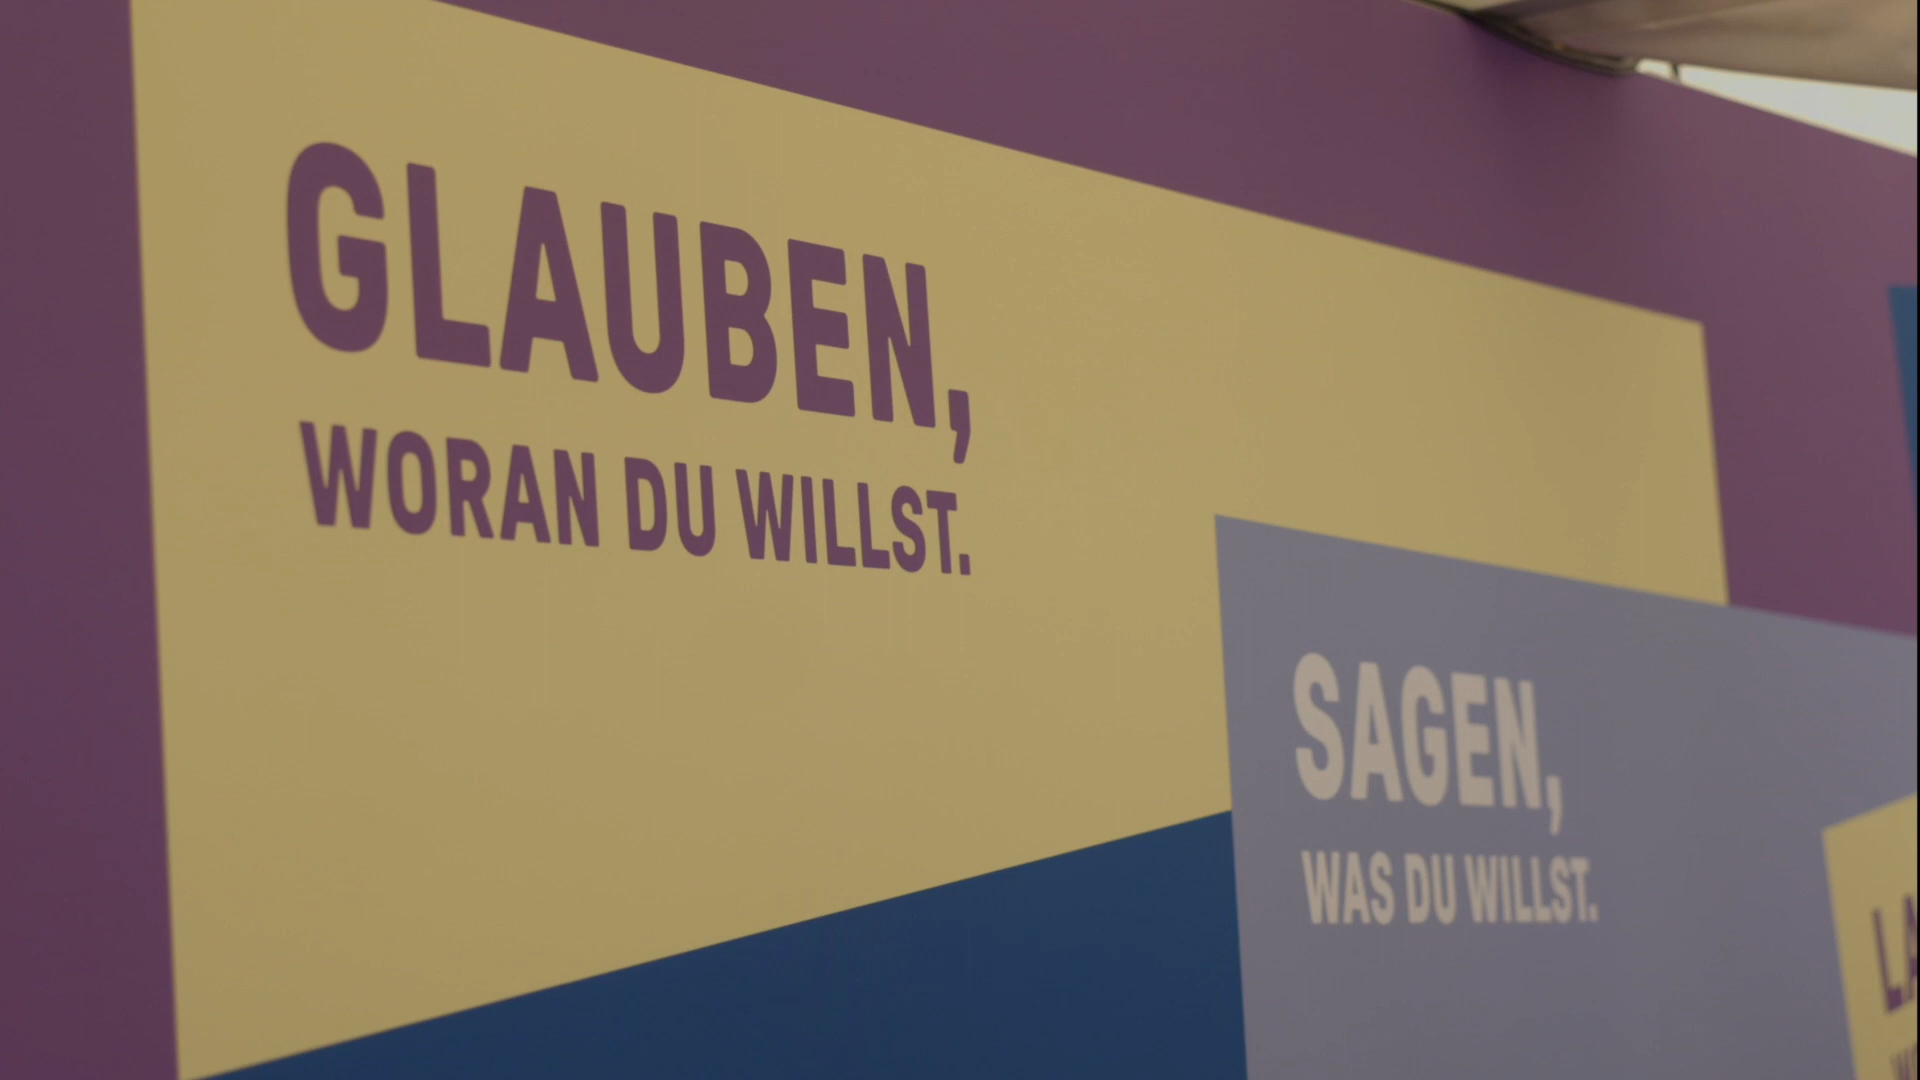 GLAUBEN,
WORAN DU WILLST.
SAGEN,
WAS DU WILLST.